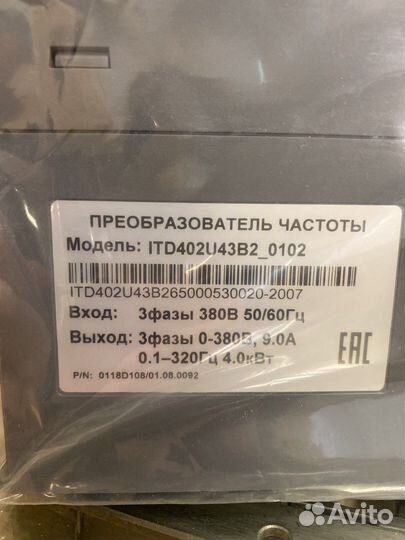 ПРЕОБРАЗОВАТЕЛЬ ЧАСТОТЫ
Модель: ITD402U43B2_0102
ITD402U43B265000530020-2007
Вход: 3фазы 380В 50/60Гц
Выход: 3фазы 0-380В, 9.0А
0.1–320Гц 4.0кВт
EAC
P/N: 0118D108/01.08.0092
Avito